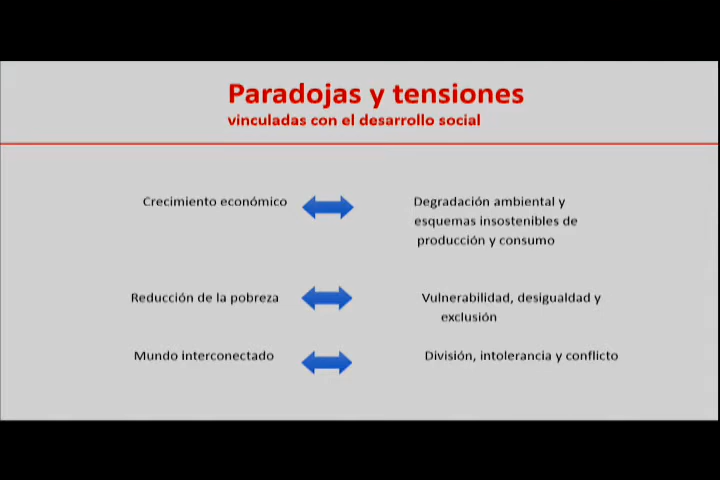 Paradojas y tensiones
vinculadas con el desarrollo social
Crecimiento económico
Degradación ambiental y
esquemas insostenibles de
producción y consumo
Reducción de la pobreza
Vulnerabilidad, desigualdad y
exclusión
Mundo interconectado
División, intolerancia y conflicto